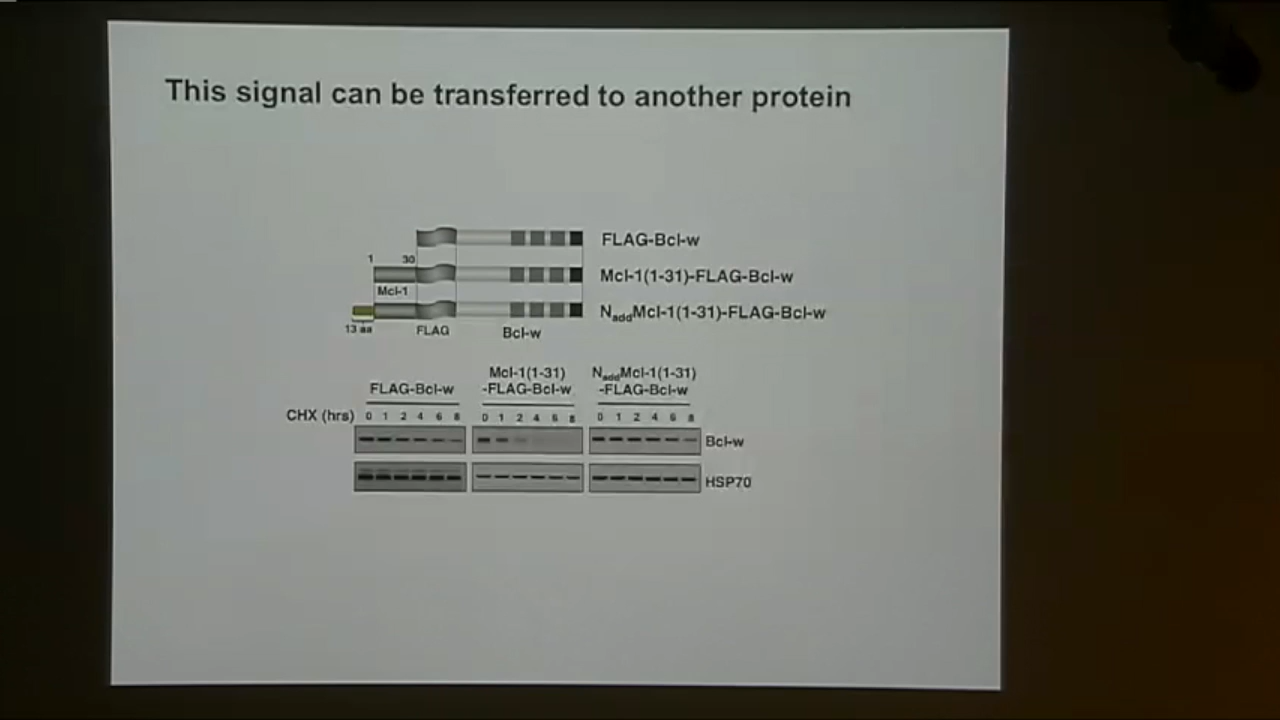 This signal can be transferred to another protein
FLAG-Bcl-w
1 30
Mcl-1(1-31)-FLAG-Bcl-w
Mcl-1
NaddMcl-1(1-31)-FLAG-Bcl-w
13 aa FLAG Bcl-w
FLAG-Bcl-w
Mcl-1(1-31)
-FLAG-Bcl-w
NaddMcl-1(1-31)
-FLAG-Bcl-w
CHX (hrs) 0 1 2 4 6 8 0 1 2 4 6 8 0 1 2 4 6 8
Bcl-w
HSP70